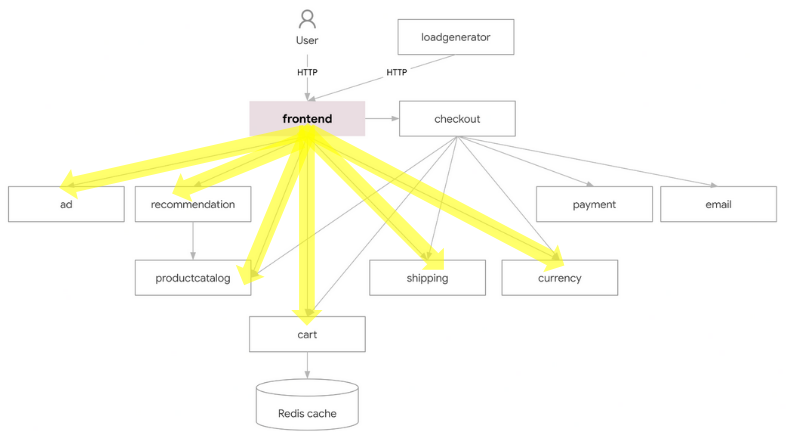 User
loadgenerator
HTTP
HTTP
frontend
checkout
ad
recommendation
payment
email
productcatalog
shipping
currency
cart
Redis cache